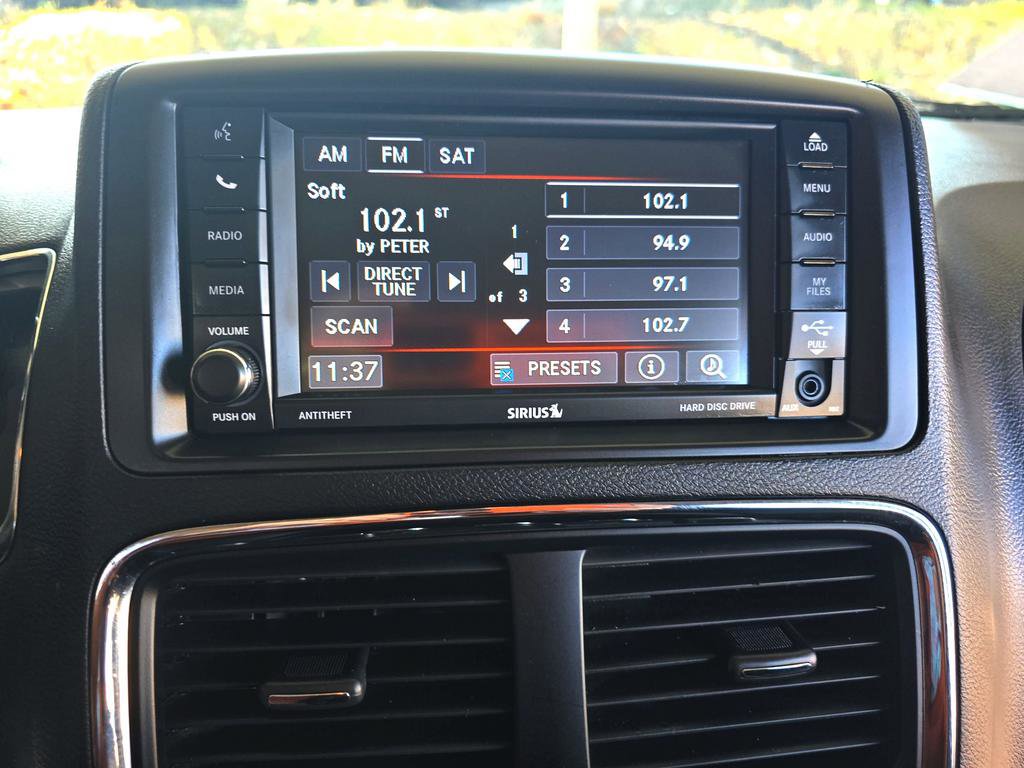 AM FM SAT
Soft
102.1 ST
by PETER
DIRECT
TUNE
SCAN
11:37
1
of 3
1 102.1
2 94.9
3 97.1
4 102.7
PRESETS
RADIO
MEDIA
VOLUME
PUSH ON
ANTITHEFT
SIRIUS
HARD DISC DRIVE
LOAD
MENU
AUDIO
MY
FILES
PULL
AUX